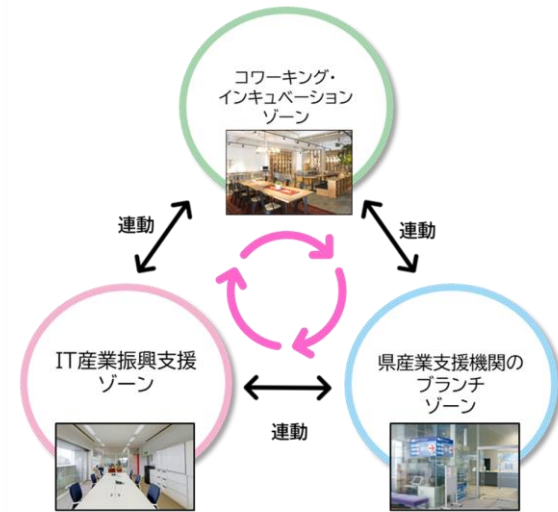 コワーキング・
インキュベーション
ゾーン
連動
連動
IT産業振興支援
ゾーン
県産業支援機関の
ブランチ
ゾーン
連動